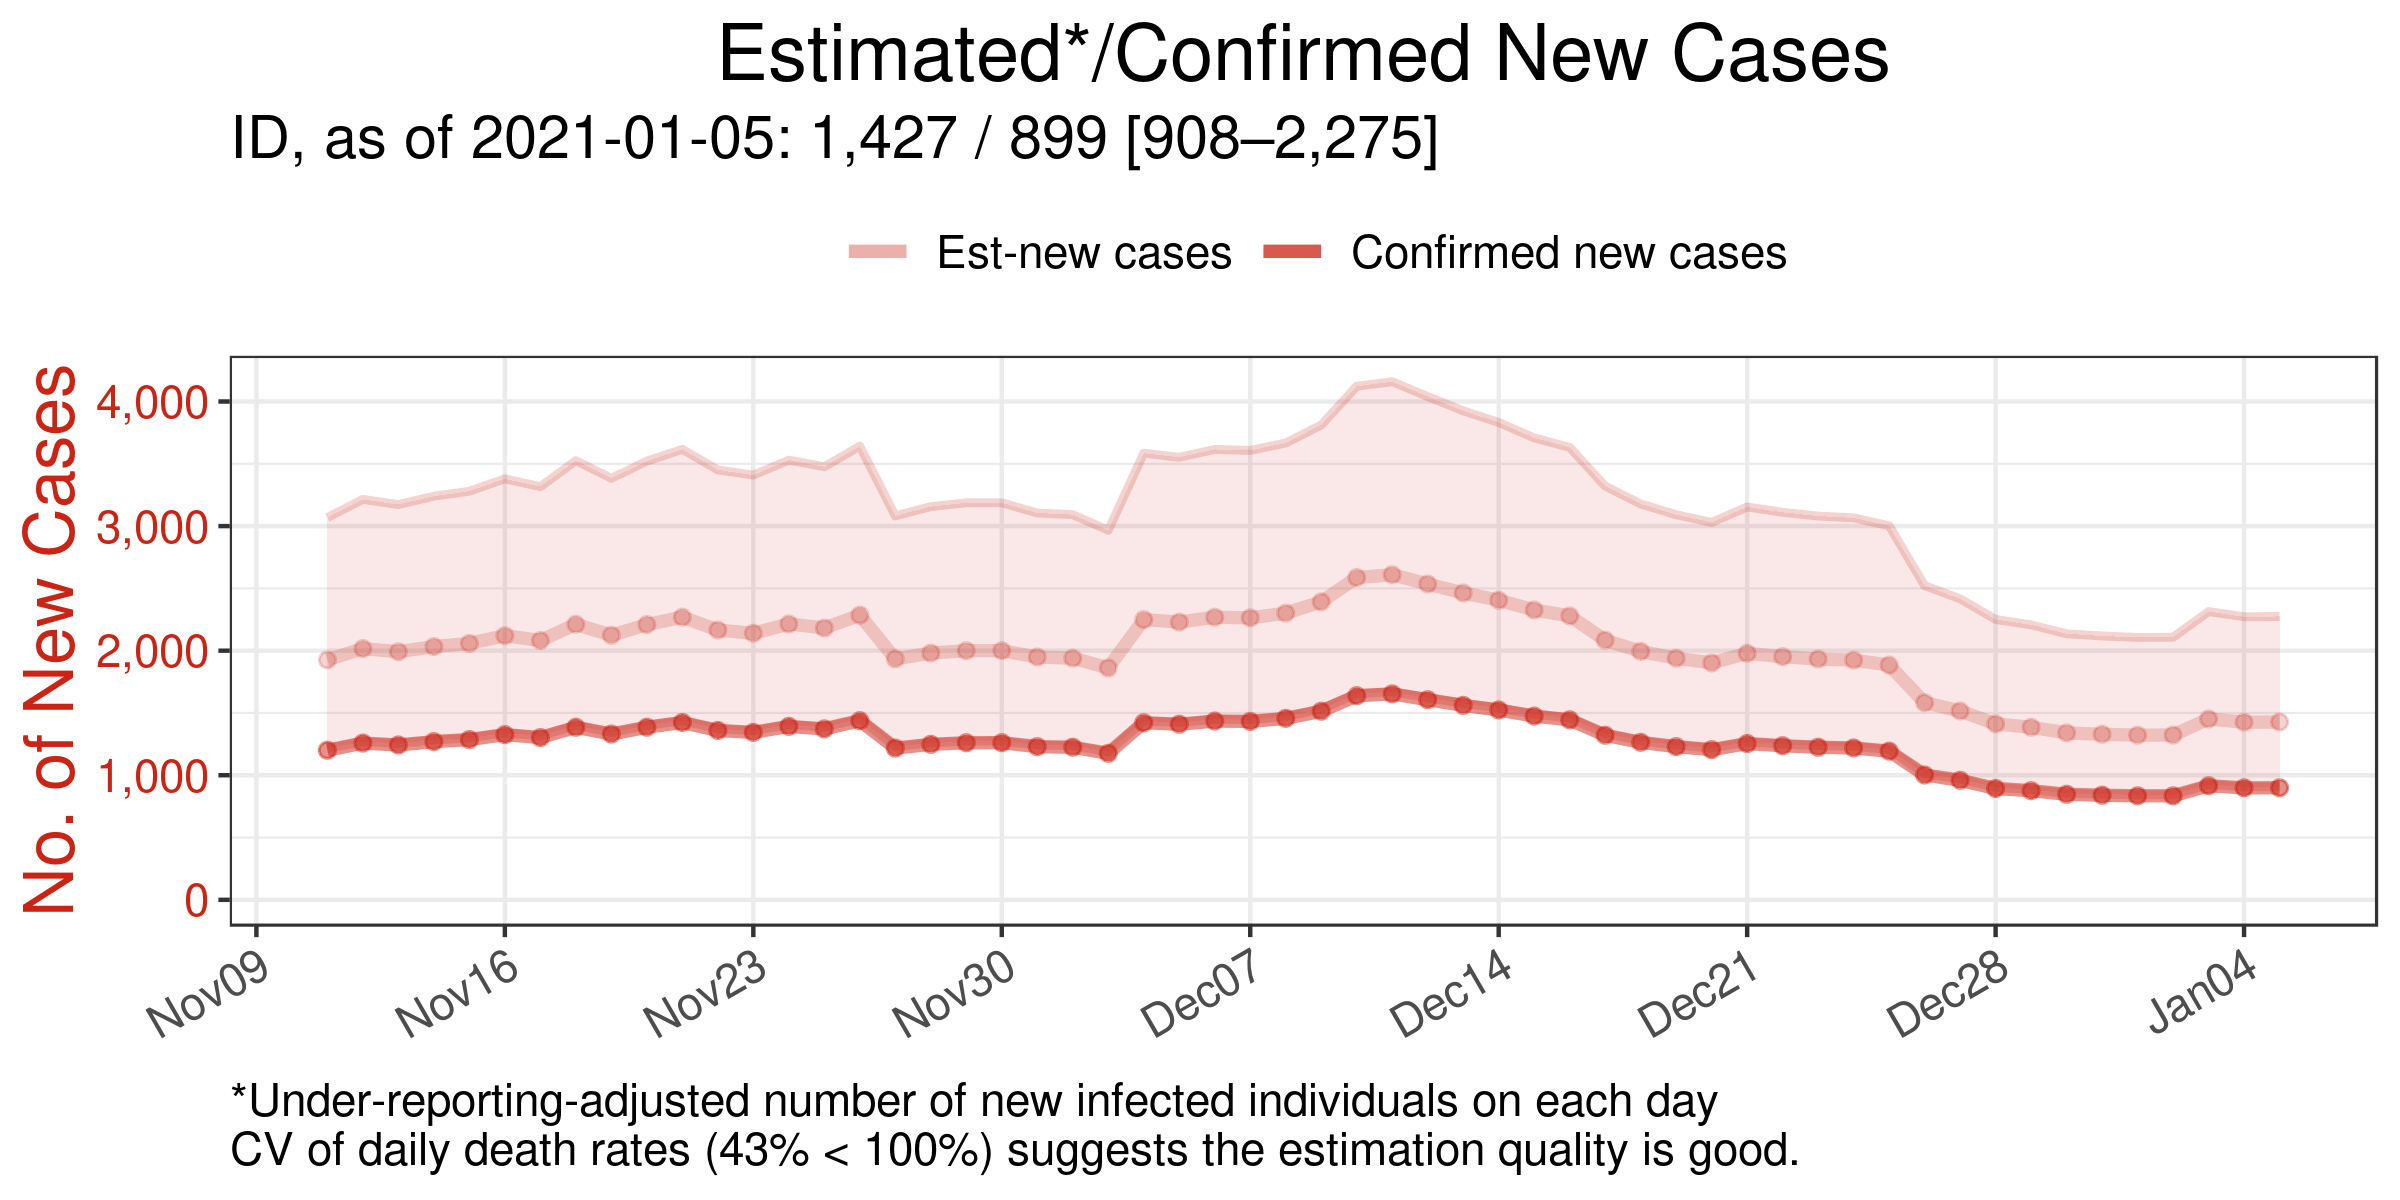 Estimated*/Confirmed New Cases
ID, as of 2021-01-05: 1,427 / 899 [908–2,275]
Est-new cases Confirmed new cases
No. of New Cases
4,000
3,000
2,000
1,000
0
Nov09 Nov16 Nov23 Nov30 Dec07 Dec14 Dec21 Dec28 Jan04
*Under-reporting-adjusted number of new infected individuals on each day
CV of daily death rates (43% < 100%) suggests the estimation quality is good.